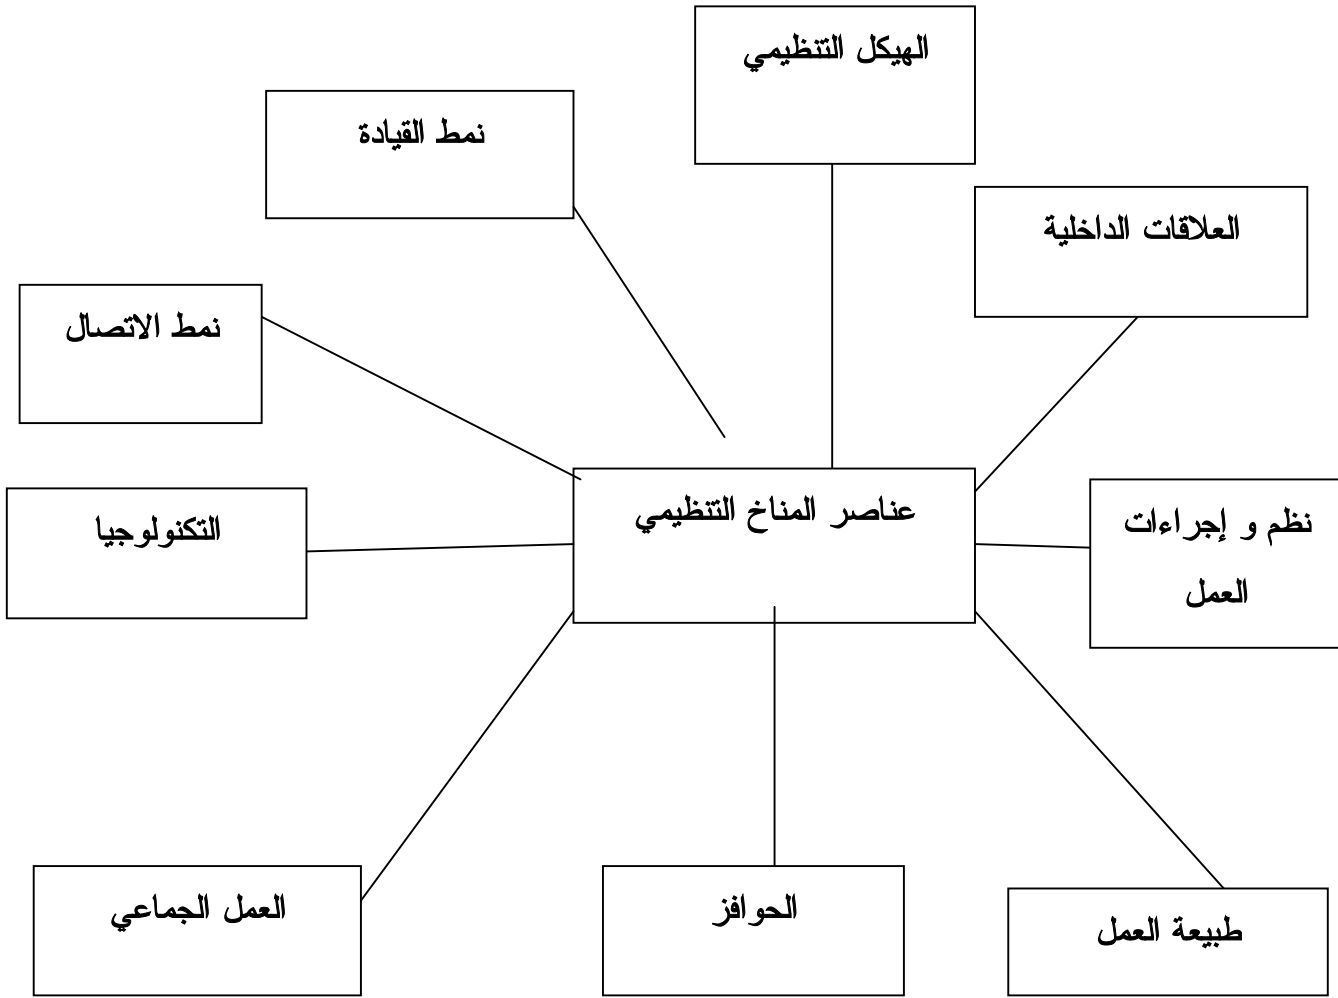 الهيكل التنظيمي
نمط القيادة
العلاقات الداخلية
نمط الاتصال
عناصر المناخ التنظيمي
نظم و إجراءات
العمل
التكنولوجيا
العمل الجماعي
الحوافز
طبيعة العمل